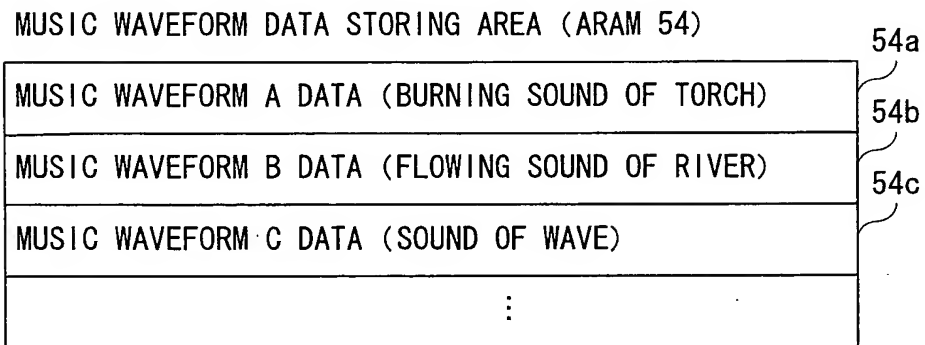 MUSIC WAVEFORM DATA STORING AREA (ARAM 54)
54a
MUSIC WAVEFORM A DATA (BURNING SOUND OF TORCH)
54b
MUSIC WAVEFORM B DATA (FLOWING SOUND OF RIVER)
54c
MUSIC WAVEFORM C DATA (SOUND OF WAVE)
⋮